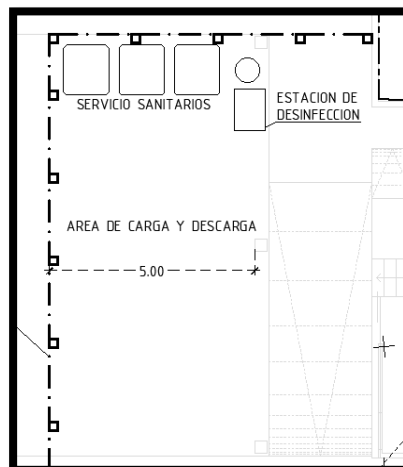 SERVICIO SANITARIOS
ESTACION DE
DESINFECCION
AREA DE CARGA Y DESCARGA
5.00